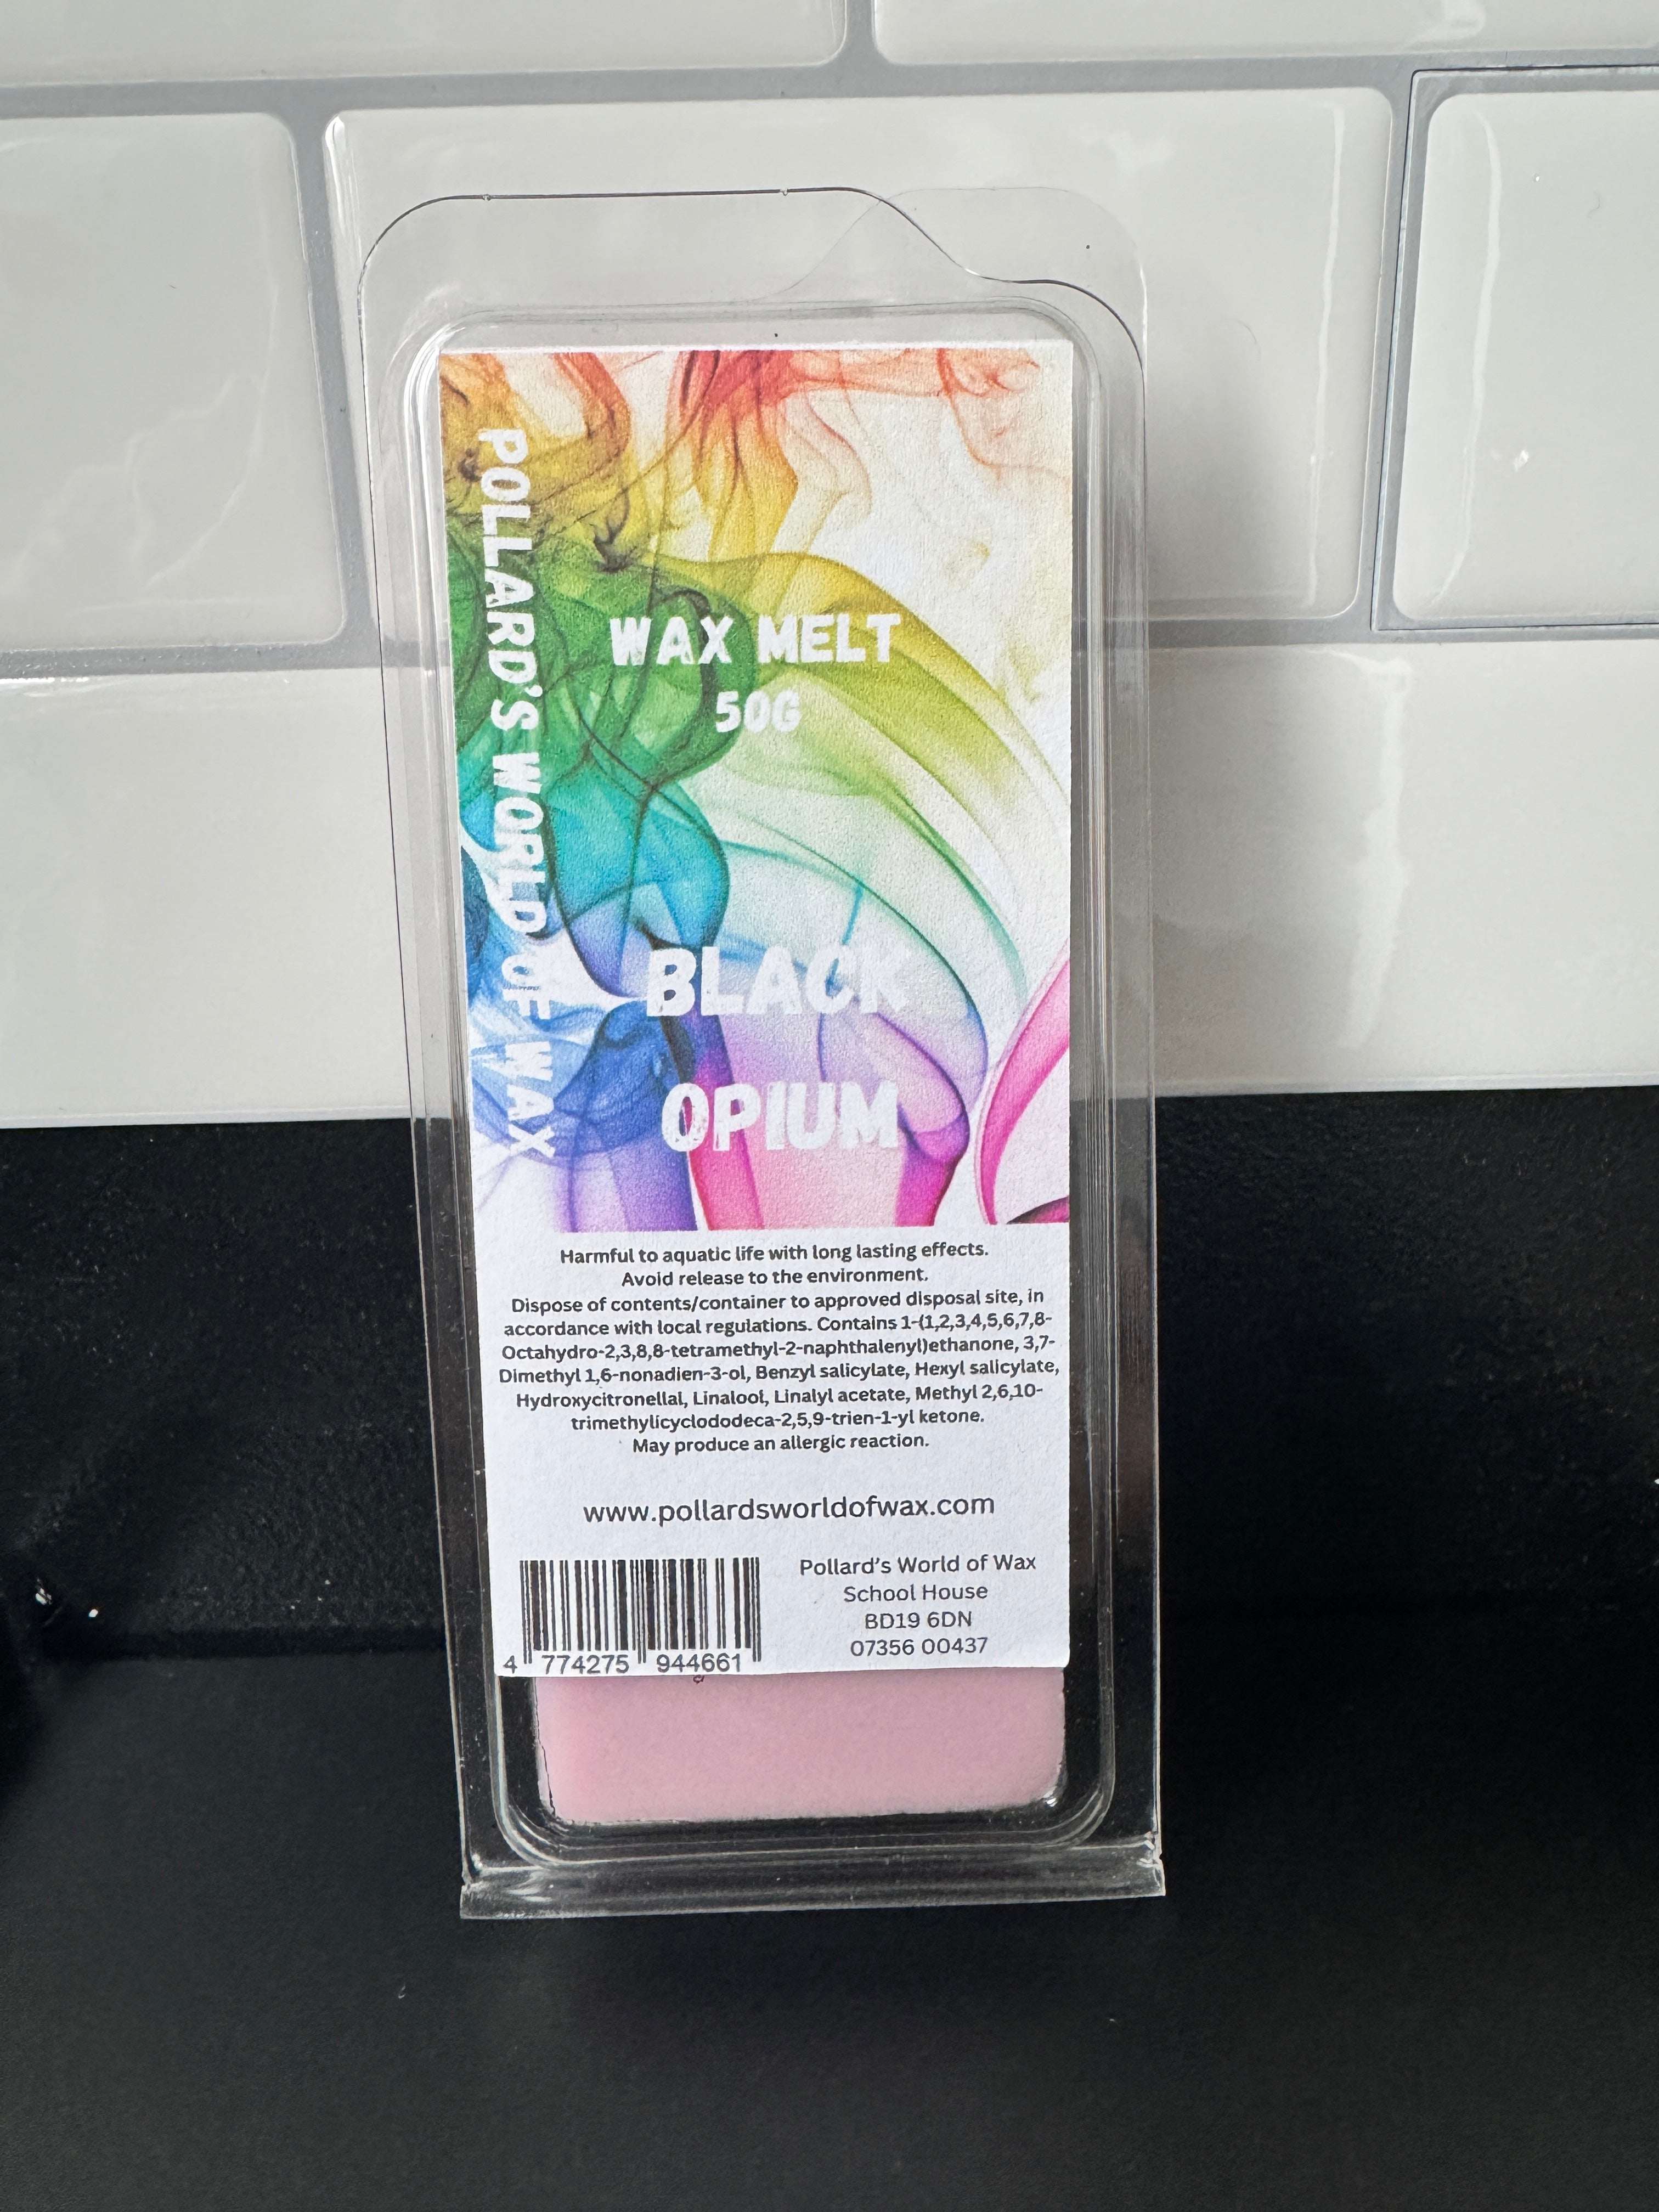 POLLARD'S WORLD OF WAX
WAX MELT
50G
BLACK
OPIUM
Harmful to aquatic life with long lasting effects.
Avoid release to the environment.
Dispose of contents/container to approved disposal site, in
accordance with local regulations. Contains 1-(1,2,3,4,5,6,7,8-
Octahydro-2,3,8,8-tetramethyl-2-naphthalenyl)ethanone, 3,7-
Dimethyl 1,6-nonadien-3-ol, Benzyl salicylate, Hexyl salicylate,
Hydroxycitronellal, Linalool, Linalyl acetate, Methyl 2,6,10-
trimethylicyclododeca-2,5,9-trien-1-yl ketone.
May produce an allergic reaction.
www.pollardsworldofwax.com
Pollard's World of Wax
School House
BD19 6DN
07356 00437
4 774275 944661